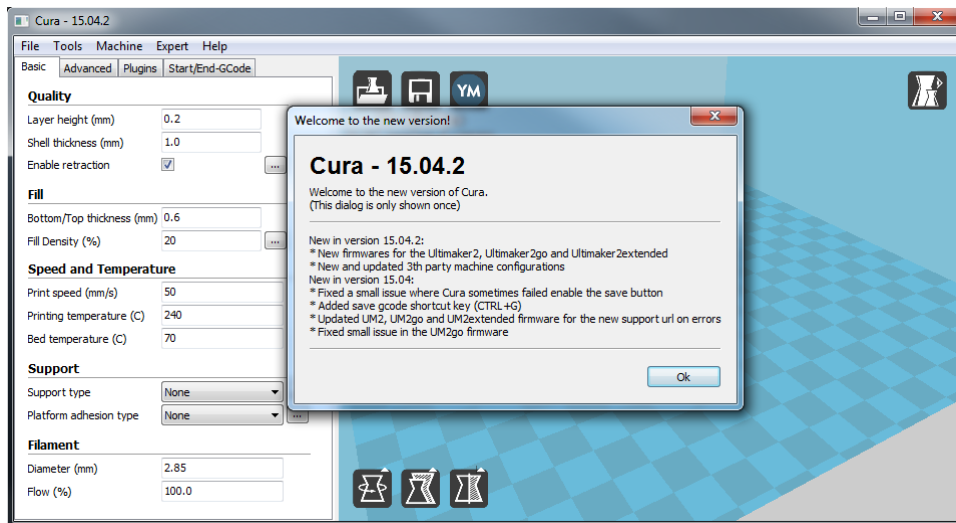 Cura - 15.04.2
File Tools Machine Expert Help
Basic Advanced Plugins Start/End-GCode
Quality
Layer height (mm) 0.2
Shell thickness (mm) 1.0
Enable retraction ...
Fill
Bottom/Top thickness (mm) 0.6
Fill Density (%) 20 ...
Speed and Temperature
Print speed (mm/s) 50
Printing temperature (C) 240
Bed temperature (C) 70
Support
Support type None
Platform adhesion type None ...
Filament
Diameter (mm) 2.85
Flow (%) 100.0
YM
Welcome to the new version!
Cura - 15.04.2
Welcome to the new version of Cura.
(This dialog is only shown once)
New in version 15.04.2:
* New firmwares for the Ultimaker2, Ultimaker2go and Ultimaker2extended
* New and updated 3th party machine configurations
New in version 15.04:
* Fixed a small issue where Cura sometimes failed enable the save button
* Added save gcode shortcut key (CTRL+G)
* Updated UM2, UM2go and UM2extended firmware for the new support url on errors
* Fixed small issue in the UM2go firmware
Ok